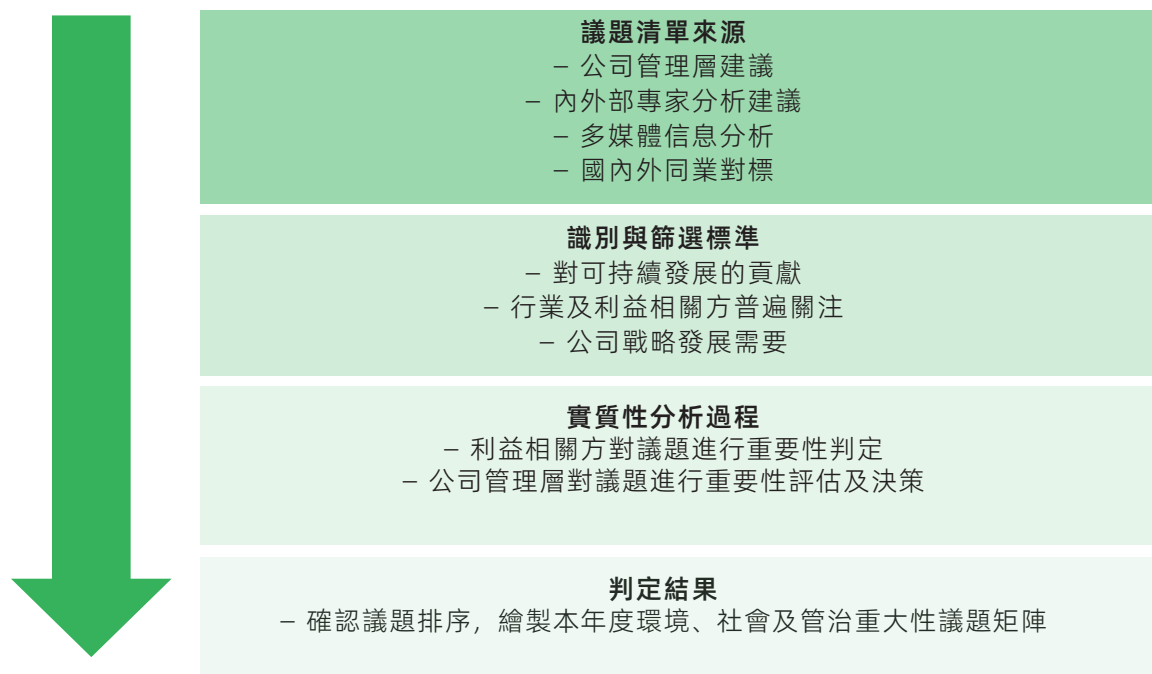 議題清單來源
– 公司管理層建議
– 內外部專家分析建議
– 多媒體信息分析
– 國內外同業對標
識別與篩選標準
– 對可持續發展的貢獻
– 行業及利益相關方普遍關注
– 公司戰略發展需要
實質性分析過程
– 利益相關方對議題進行重要性判定
– 公司管理層對議題進行重要性評估及決策
判定結果
– 確認議題排序，繪製本年度環境、社會及管治重大性議題矩陣